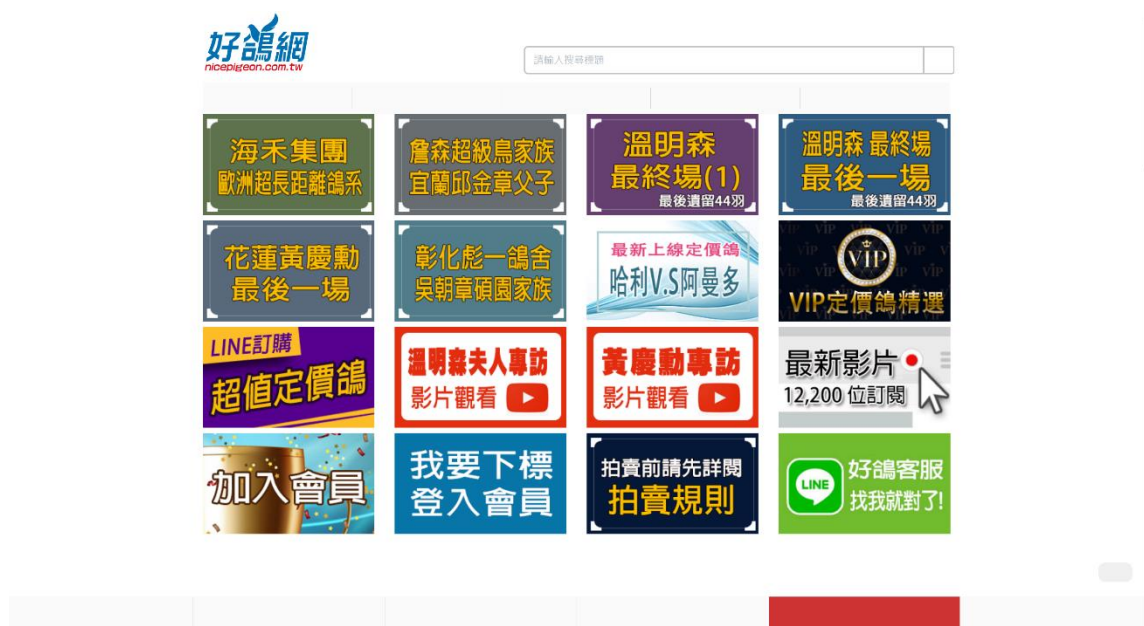 好鴿網
nicepigeon.com.tw
請輸入搜尋標題
海禾集團
歐洲超長距離鴿系
詹森超級鳥家族
宜蘭邱金章父子
溫明森
最終場(1)
最後遺留44羽
溫明森 最終場
最後一場
最後遺留44羽
花蓮黃慶勳
最後一場
彰化彪一鴿舍
吳朝章碩園家族
最新上線定價鴿
哈利V.S阿曼多
VIP
VIP定價鴿精選
LINE訂購
超值定價鴿
溫明森夫人專訪
影片觀看
黃慶勳專訪
影片觀看
最新影片
12,200 位訂閱
加入會員
我要下標
登入會員
拍賣前請先詳閱
拍賣規則
LINE
好鴿客服
找我就對了!